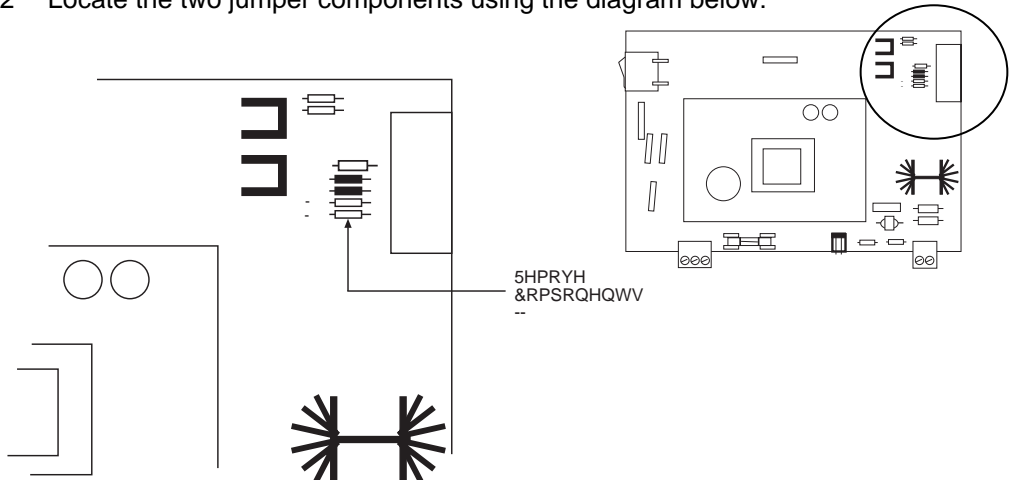 2 Locate the two jumper components using the diagram below.
-
-
5HPRYH
&RPSRQHQWV
--